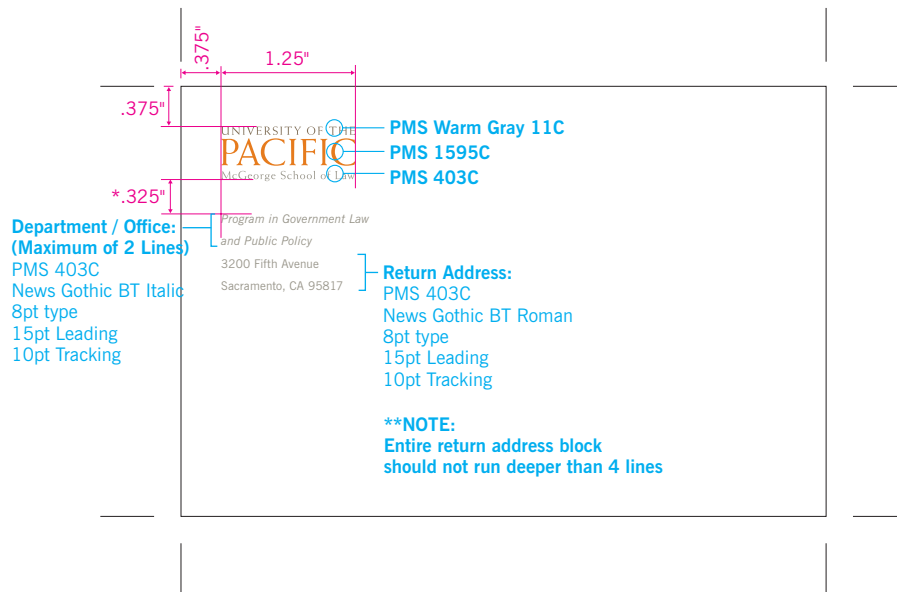 .375"
1.25"
.375"
UNIVERSITY OF THE
PACIFIC
McGeorge School of Law
PMS Warm Gray 11C
PMS 1595C
PMS 403C
*.325"
Program in Government Law
and Public Policy
3200 Fifth Avenue
Sacramento, CA 95817
Department / Office:
(Maximum of 2 Lines)
PMS 403C
News Gothic BT Italic
8pt type
15pt Leading
10pt Tracking
Return Address:
PMS 403C
News Gothic BT Roman
8pt type
15pt Leading
10pt Tracking
**NOTE:
Entire return address block
should not run deeper than 4 lines